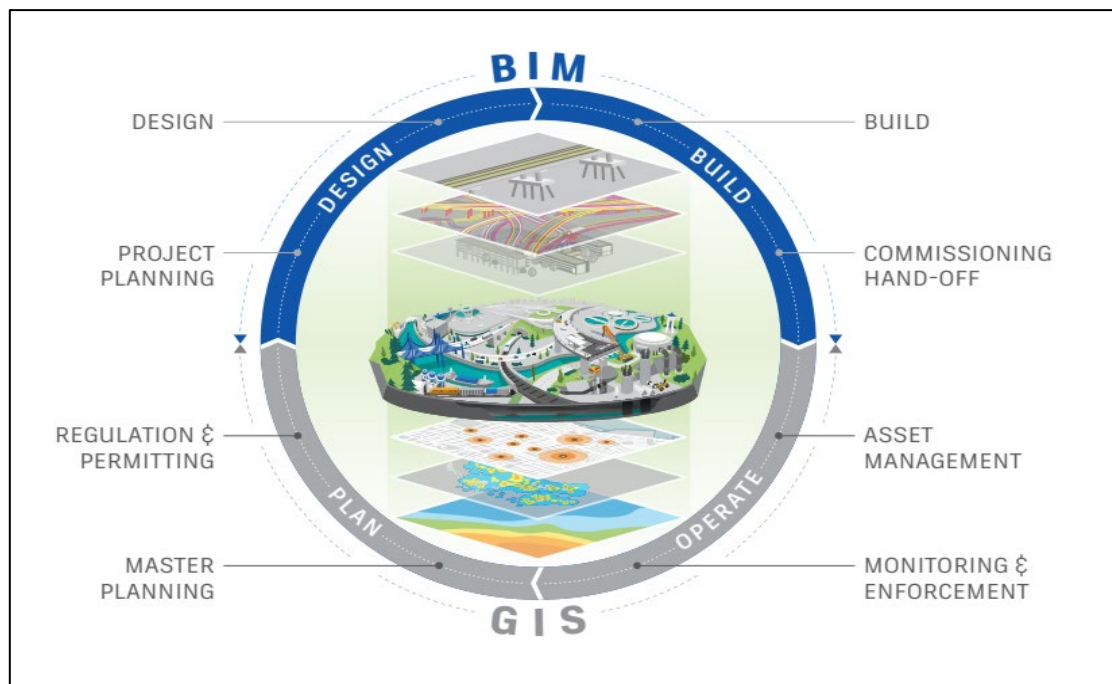 BIM
DESIGN
BUILD
DESIGN
BUILD
PROJECT
PLANNING
COMMISSIONING
HAND-OFF
REGULATION &
PERMITTING
ASSET
MANAGEMENT
PLAN
OPERATE
MASTER
PLANNING
MONITORING &
ENFORCEMENT
GIS